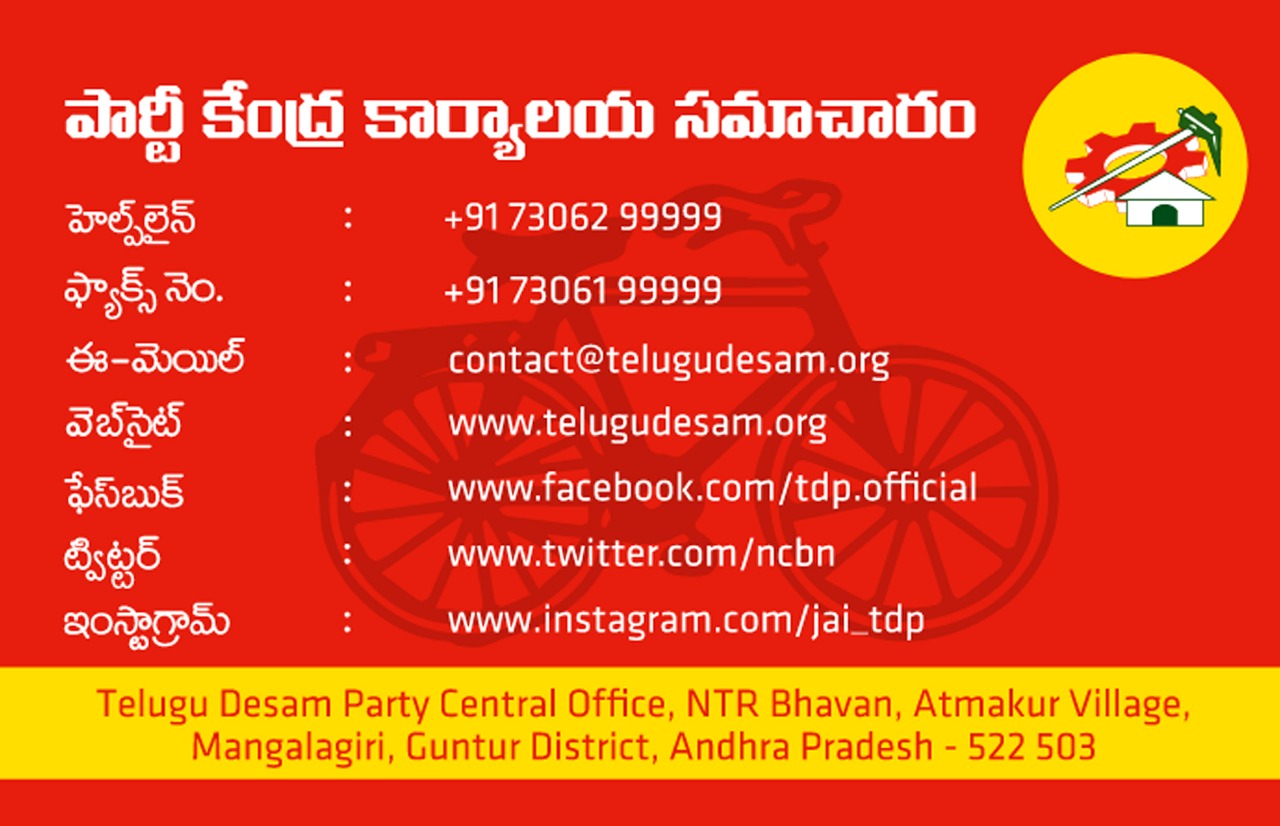 పార్టీ కేంద్ర కార్యాలయ సమాచారం
హెల్ప్‌లైన్ : +91 73062 99999
ఫ్యాక్స్ నెం. : +91 73061 99999
ఈ-మెయిల్ : contact@telugudesam.org
వెబ్‌సైట్ : www.telugudesam.org
ఫేస్‌బుక్ : www.facebook.com/tdp.official
ట్విట్టర్ : www.twitter.com/ncbn
ఇంస్టాగ్రామ్ : www.instagram.com/jai_tdp
Telugu Desam Party Central Office, NTR Bhavan, Atmakur Village,
Mangalagiri, Guntur District, Andhra Pradesh - 522 503